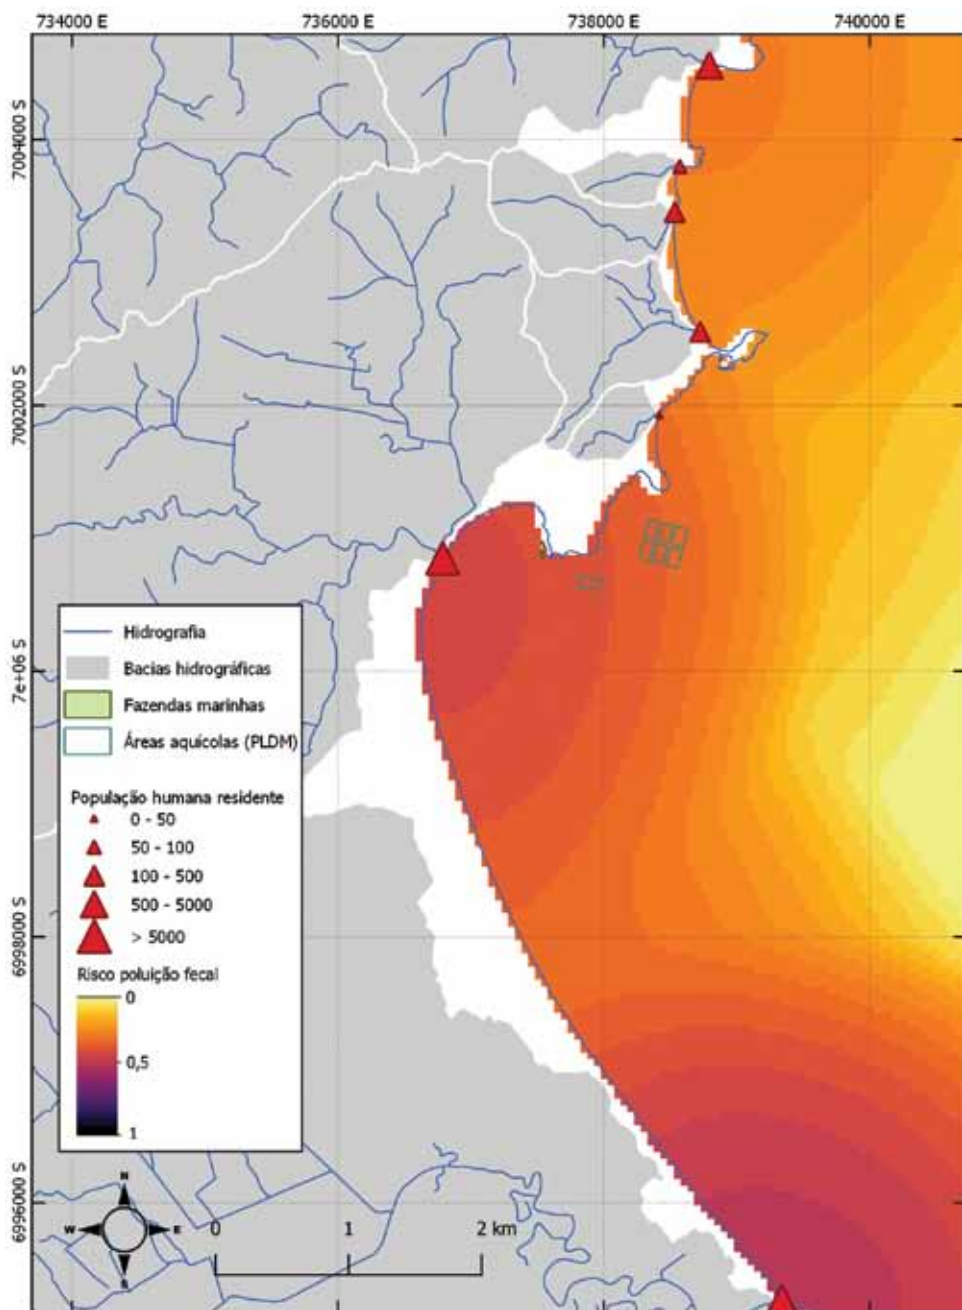 734000 E
736000 E
738000 E
740000 E
7004000 S
7002000 S
7e+06 S
6998000 S
6996000 S
Hidrografia
Bacias hidrográficas
Fazendas marinhas
Áreas aquícolas (PLDM)
População humana residente
0 - 50
50 - 100
100 - 500
500 - 5000
> 5000
Risco poluição fecal
0
0,5
1
N
W
E
S
0
1
2 km